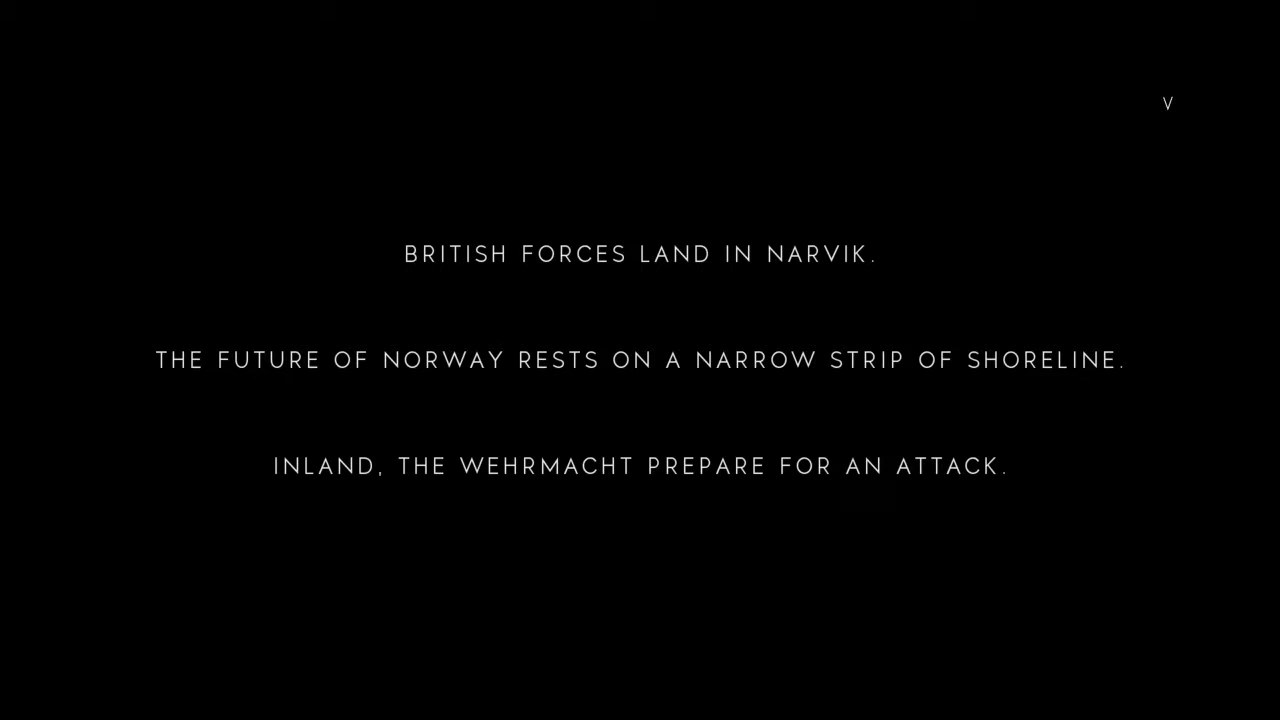 V
BRITISH FORCES LAND IN NARVIK.
THE FUTURE OF NORWAY RESTS ON A NARROW STRIP OF SHORELINE.
INLAND, THE WEHRMACHT PREPARE FOR AN ATTACK.